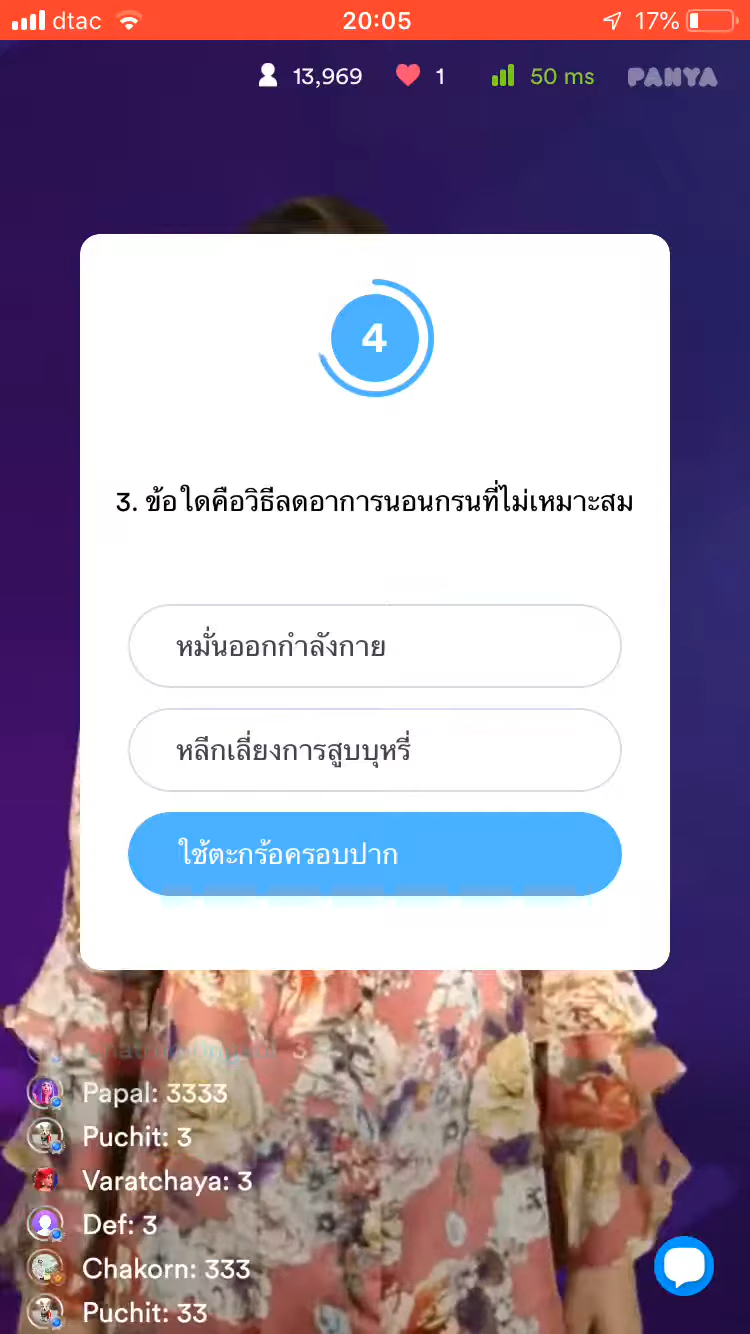 dtac
20:05
17%
13,969
1
50 ms
PANYA
4
3. ข้อใดคือวิธีลดอาการนอนกรนที่ไม่เหมาะสม
หมั่นออกกำลังกาย
หลีกเลี่ยงการสูบบุหรี่
ใช้ตะกร้อครอบปาก
Papal: 3333
Puchit: 3
Varatchaya: 3
Def: 3
Chakorn: 333
Puchit: 33